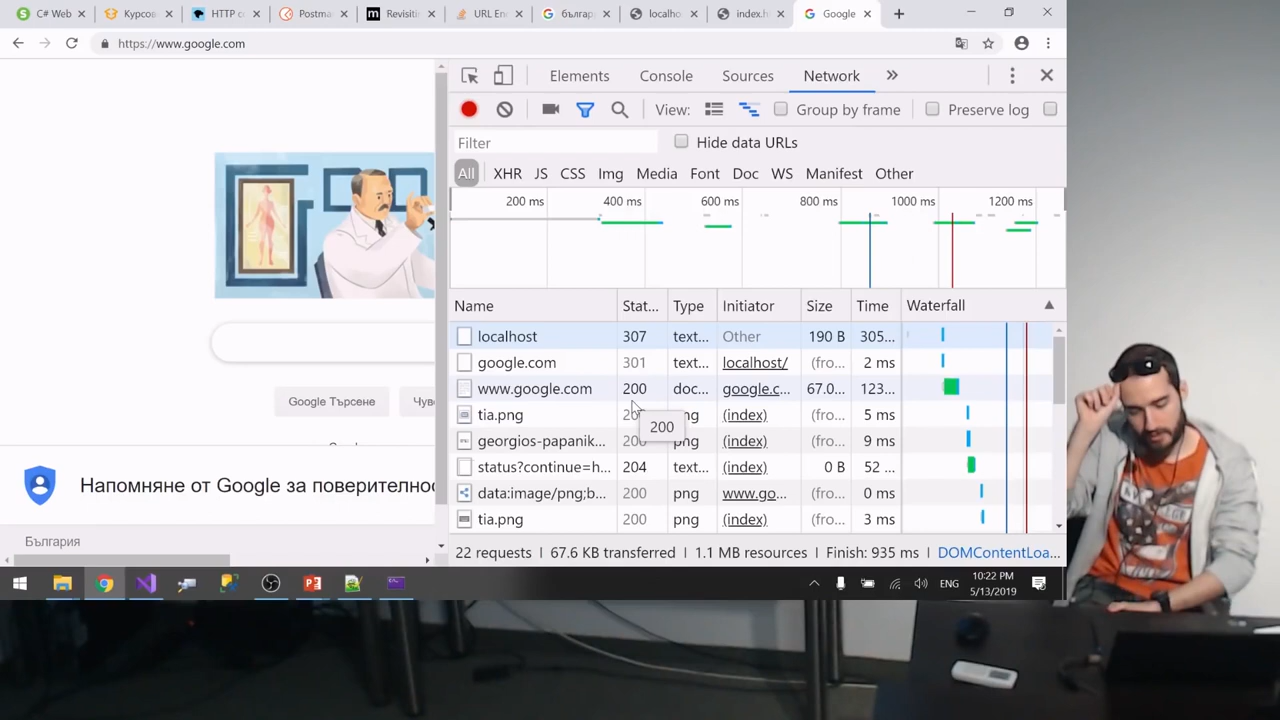 C# Web
Курсов
HTTP с
Postma
Revisiti
URL En
българ
localho
index.h
Google
https://www.google.com
Elements
Console
Sources
Network
View:
Group by frame
Preserve log
Filter
Hide data URLs
All
XHR
JS
CSS
Img
Media
Font
Doc
WS
Manifest
Other
200 ms
400 ms
600 ms
800 ms
1000 ms
1200 ms
Name
Stat...
Type
Initiator
Size
Time
Waterfall
localhost 307 text... Other 190 B 305...
google.com 301 text... localhost/ (fro... 2 ms
www.google.com 200 doc... google.c... 67.0... 123...
tia.png (index) (fro... 5 ms
georgios-papanik... (index) (fro... 9 ms
200
status?continue=h... 204 text... (index) 0 B 52 ...
data:image/png;b... 200 png www.go... (fro... 0 ms
tia.png 200 png (index) (fro... 3 ms
22 requests | 67.6 KB transferred | 1.1 MB resources | Finish: 935 ms | DOMContentLoa...
Google Търсене
Чувс
Напомняне от Google за поверителнос
България
ENG
10:22 PM
5/13/2019